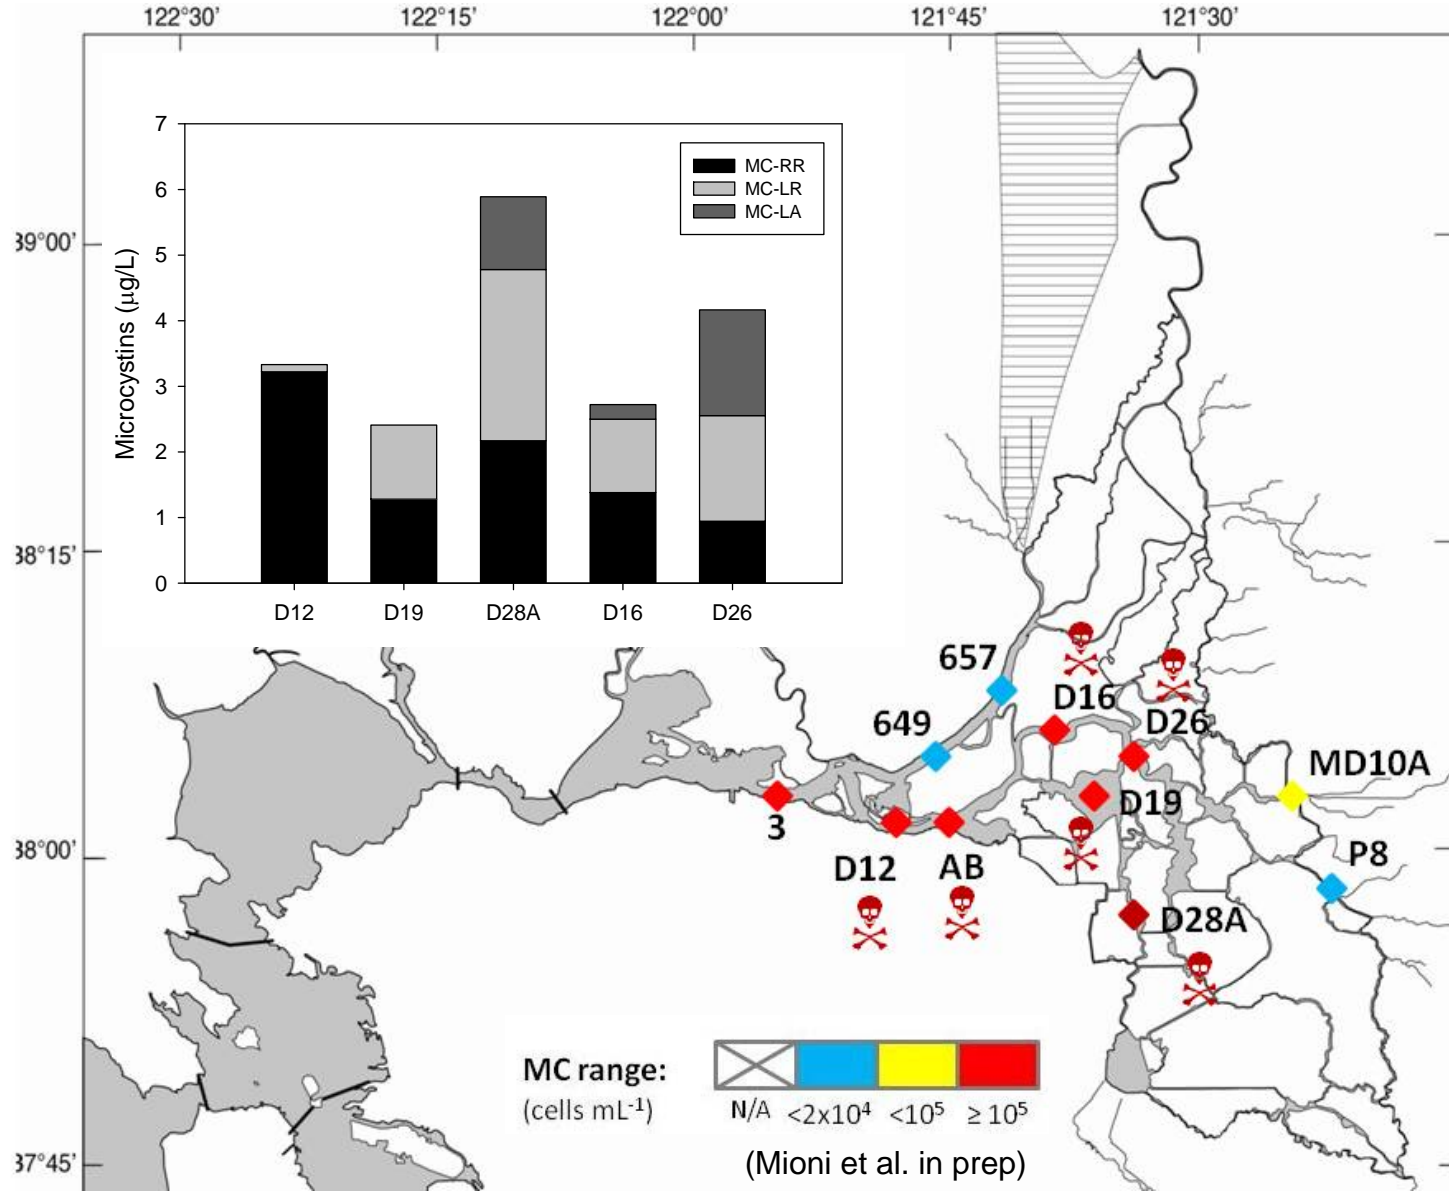 122°30' 122°15' 122°00' 121°45' 121°30'
39°00'
38°15'
38°00'
37°45'
7
6
5
4
3
2
1
0
Microcystins (µg/L)
MC-RR
MC-LR
MC-LA
D12 D19 D28A D16 D26
657
649
D16
D26
MD10A
D19
3
D12
AB
P8
D28A
MC range:
(cells mL⁻¹)
N/A <2x10⁴ <10⁵ ≥ 10⁵
(Mioni et al. in prep)